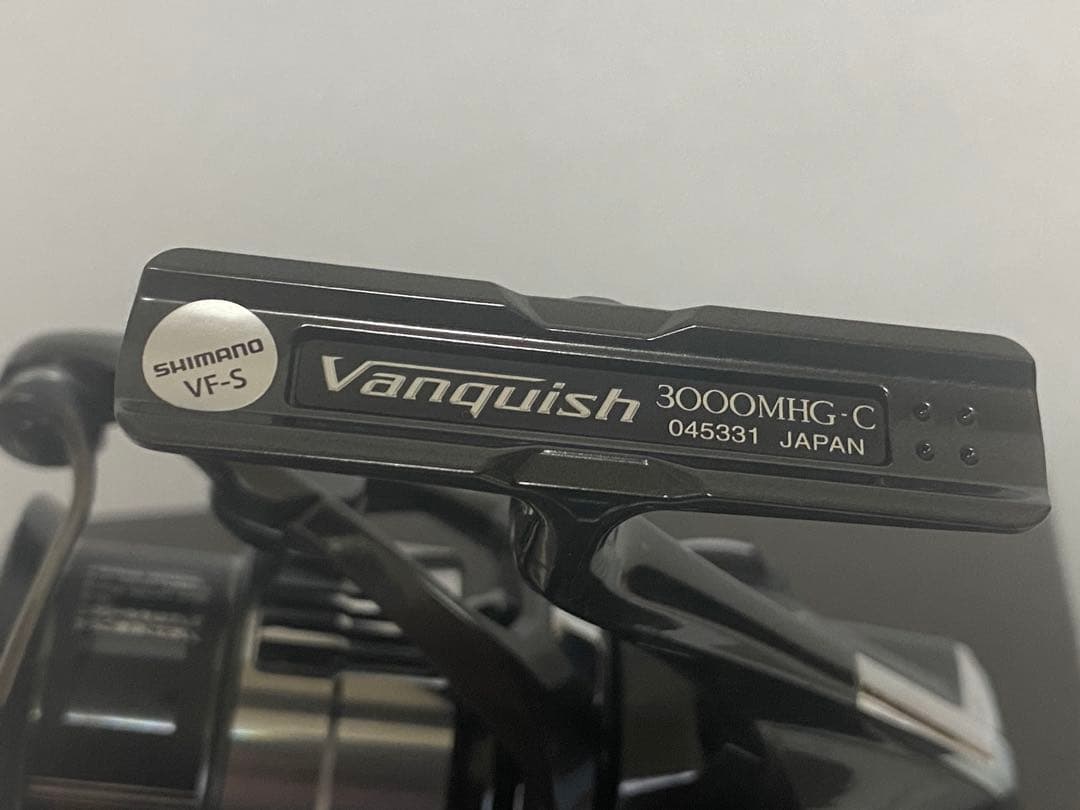 SHIMANO
VF-S
Vanquish 3000MHG-C
045331 JAPAN